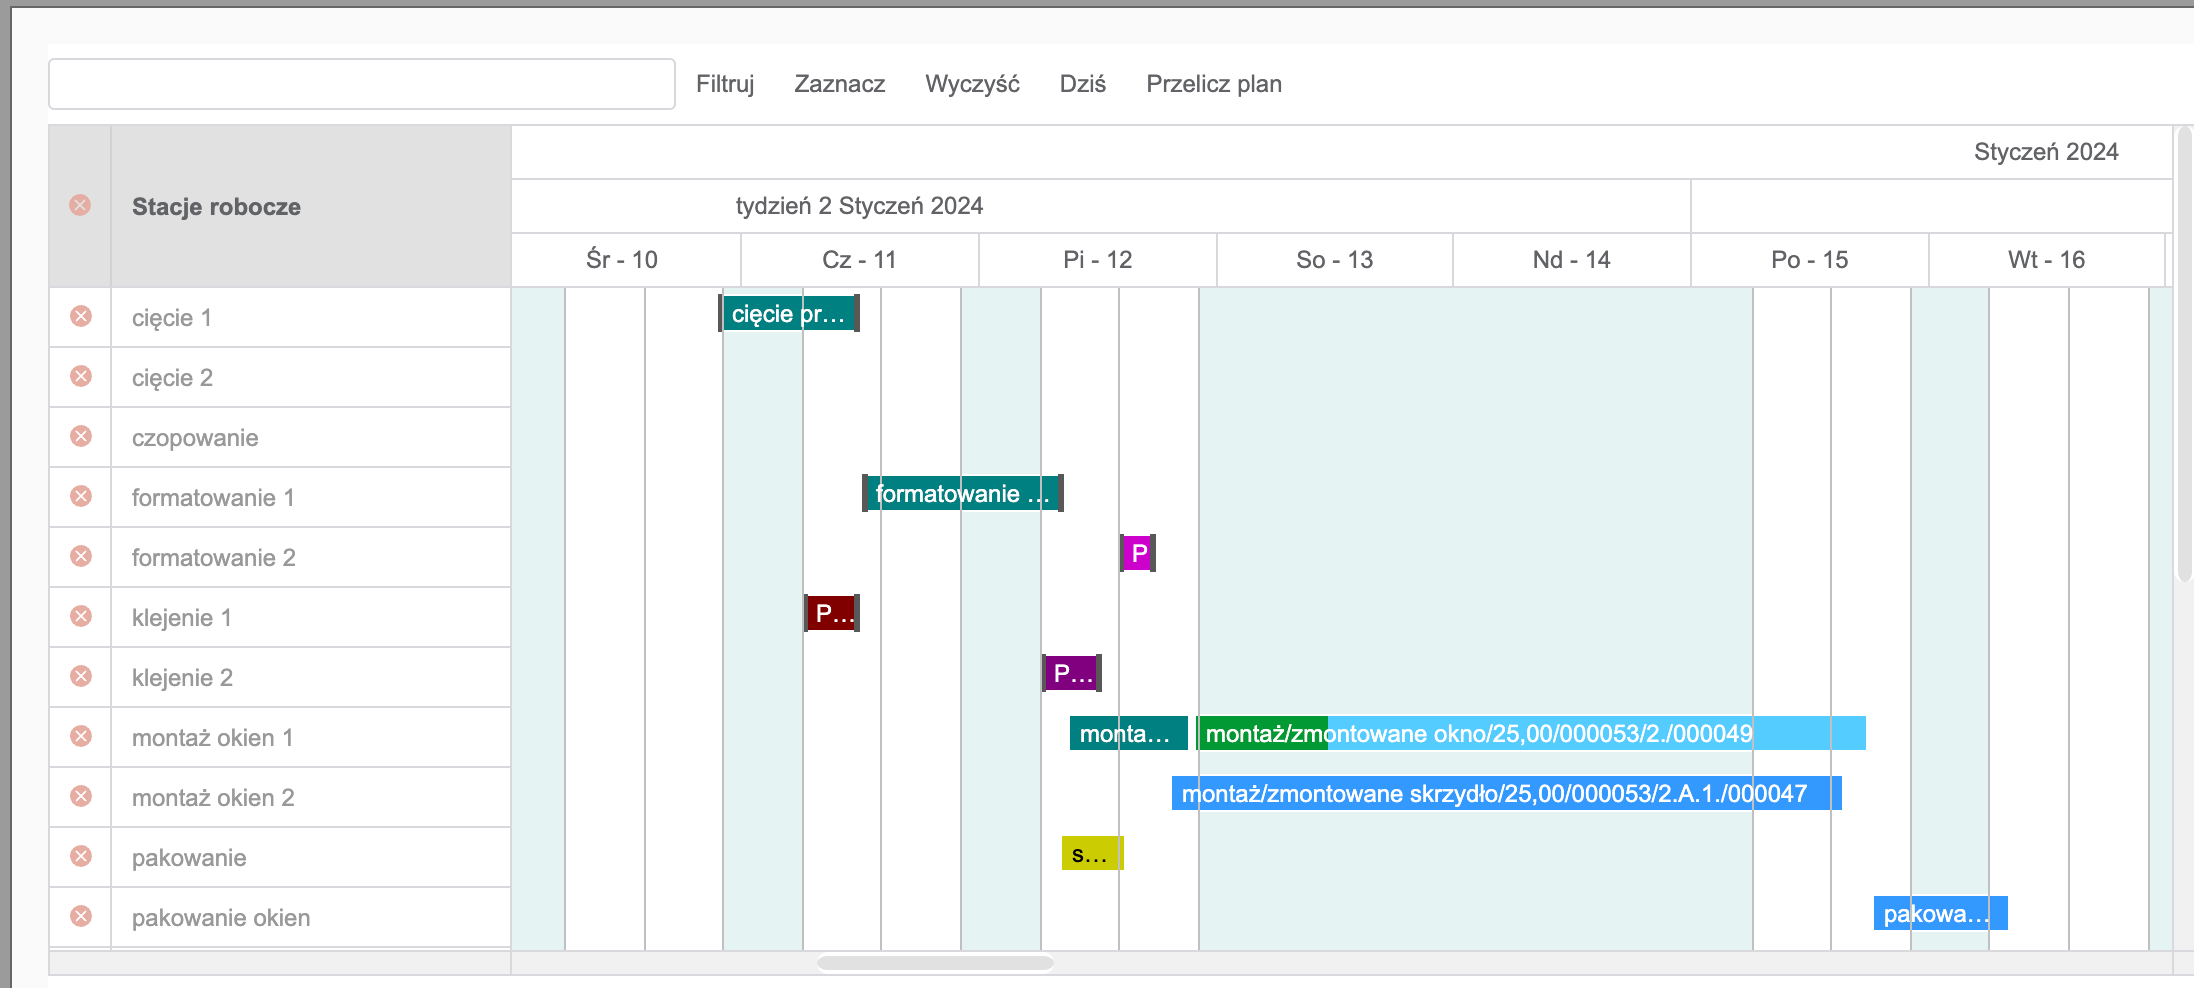 Filtruj Zaznacz Wyczyść Dziś Przelicz plan
Styczeń 2024
Stacje robocze
tydzień 2 Styczeń 2024
Śr - 10 Cz - 11 Pi - 12 So - 13 Nd - 14 Po - 15 Wt - 16
cięcie 1 cięcie pr...
cięcie 2
czopowanie
formatowanie 1 formatowanie ...
formatowanie 2 P
klejenie 1 P...
klejenie 2 P...
montaż okien 1 monta... montaż/zmontowane okno/25,00/000053/2./000049
montaż okien 2 montaż/zmontowane skrzydło/25,00/000053/2.A.1./000047
pakowanie s...
pakowanie okien pakowa...